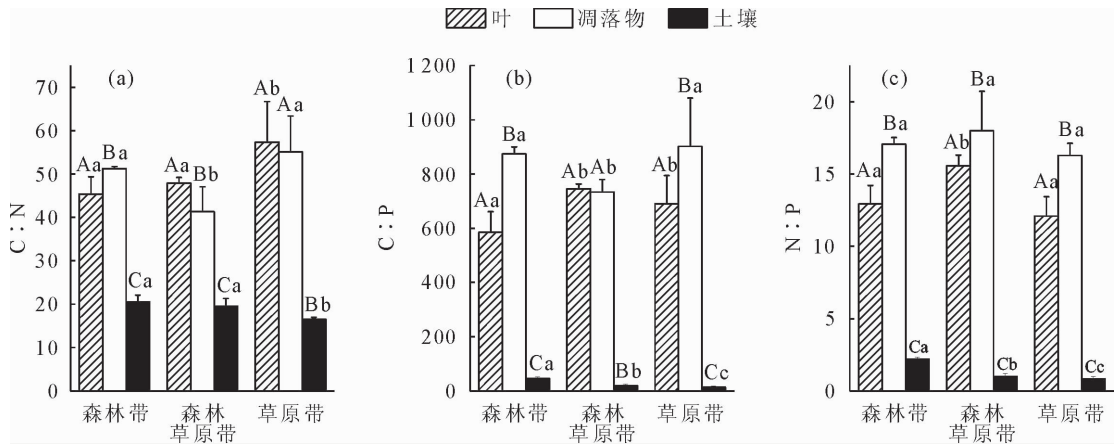 叶 凋落物 土壤
(a)
C∶N
70
60
50
40
30
20
10
0
Aa Ba Ca
Aa Bb Ca
Ab Aa Bb
森林带 森林 草原带
草原带
(b)
C∶P
1200
1000
800
600
400
200
0
Aa Ba Ca
Ab Ab Bb
Ab Ba Cc
森林带 森林 草原带
草原带
(c)
N∶P
20
15
10
5
0
Aa Ba Ca
Ab Ba Cb
Aa Ba Cc
森林带 森林 草原带
草原带